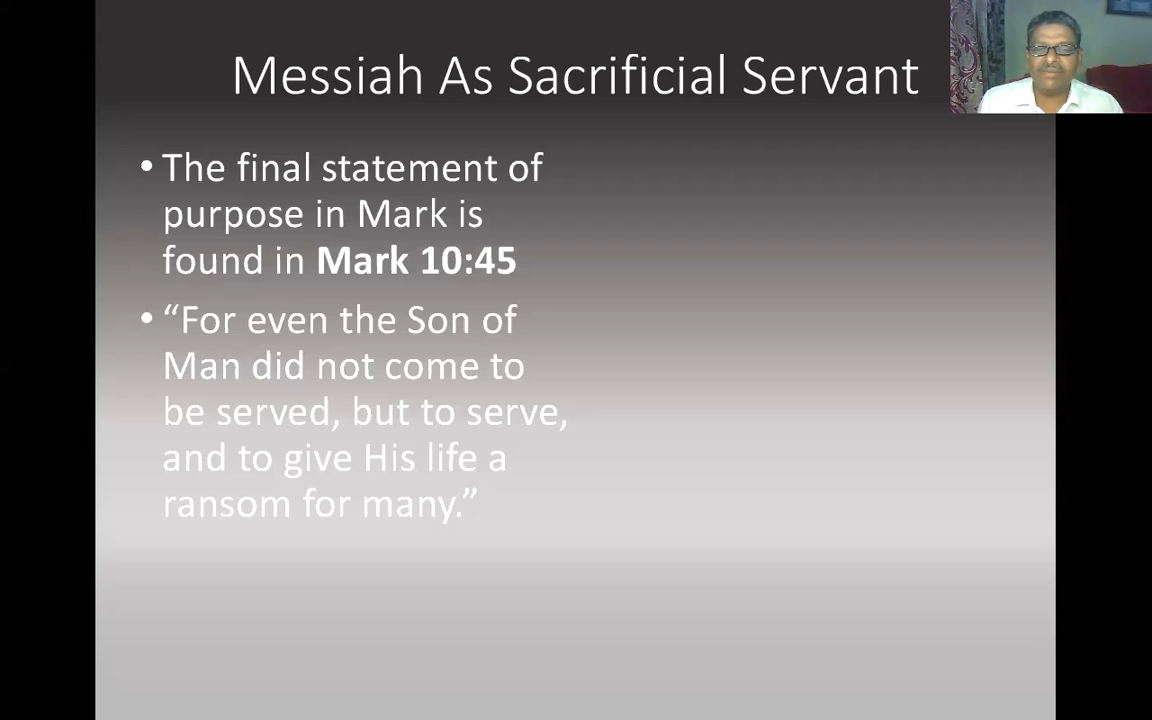 Messiah As Sacrificial Servant
• The final statement of
purpose in Mark is
found in Mark 10:45
• “For even the Son of
Man did not come to
be served, but to serve,
and to give His life a
ransom for many.”